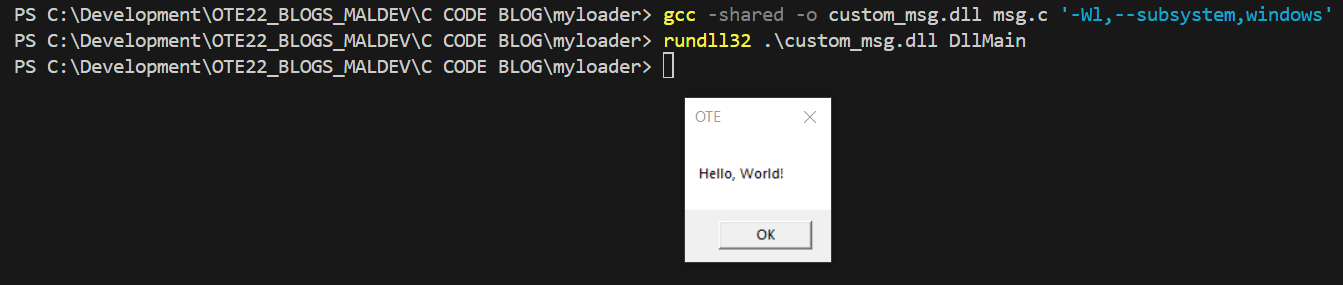 PS C:\Development\OTE22_BLOGS_MALDEV\C CODE BLOG\myloader> gcc -shared -o custom_msg.dll msg.c '-Wl,--subsystem,windows'
PS C:\Development\OTE22_BLOGS_MALDEV\C CODE BLOG\myloader> rundll32 .\custom_msg.dll DllMain
PS C:\Development\OTE22_BLOGS_MALDEV\C CODE BLOG\myloader>
OTE
Hello, World!
OK